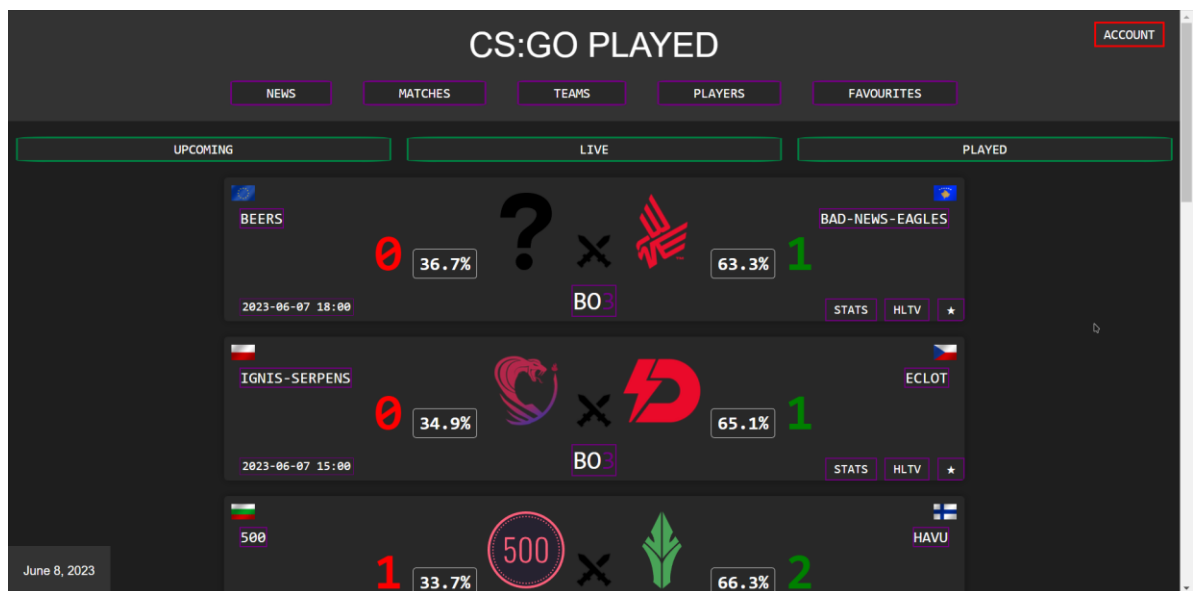 CS:GO PLAYED
ACCOUNT
NEWS MATCHES TEAMS PLAYERS FAVOURITES
UPCOMING LIVE PLAYED
BEERS BAD-NEWS-EAGLES
0 36.7% ? 63.3% 1
2023-06-07 18:00 BO3 STATS HLTV ★
IGNIS-SERPENS ECLOT
0 34.9% 65.1% 1
2023-06-07 15:00 BO3 STATS HLTV ★
500 500 HAVU
1 33.7% 66.3% 2
June 8, 2023